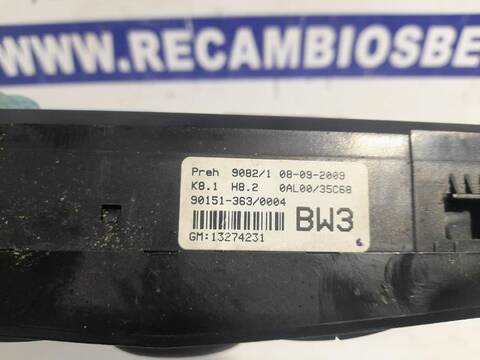 WWW.RECAMBIOSBE
Preh 9082/1 08-09-2009
K8.1 H8.2 0AL00/35C68
90151-363/0004
GM:13274231 BW3